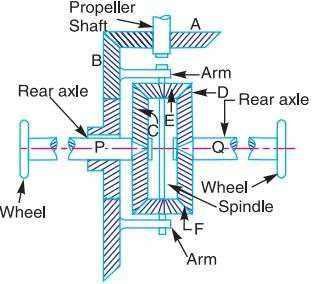 Propeller
Shaft
A
B
Arm
D
Rear axle
E
Rear axle
C
P
Q
Wheel
Wheel
Spindle
F
Arm